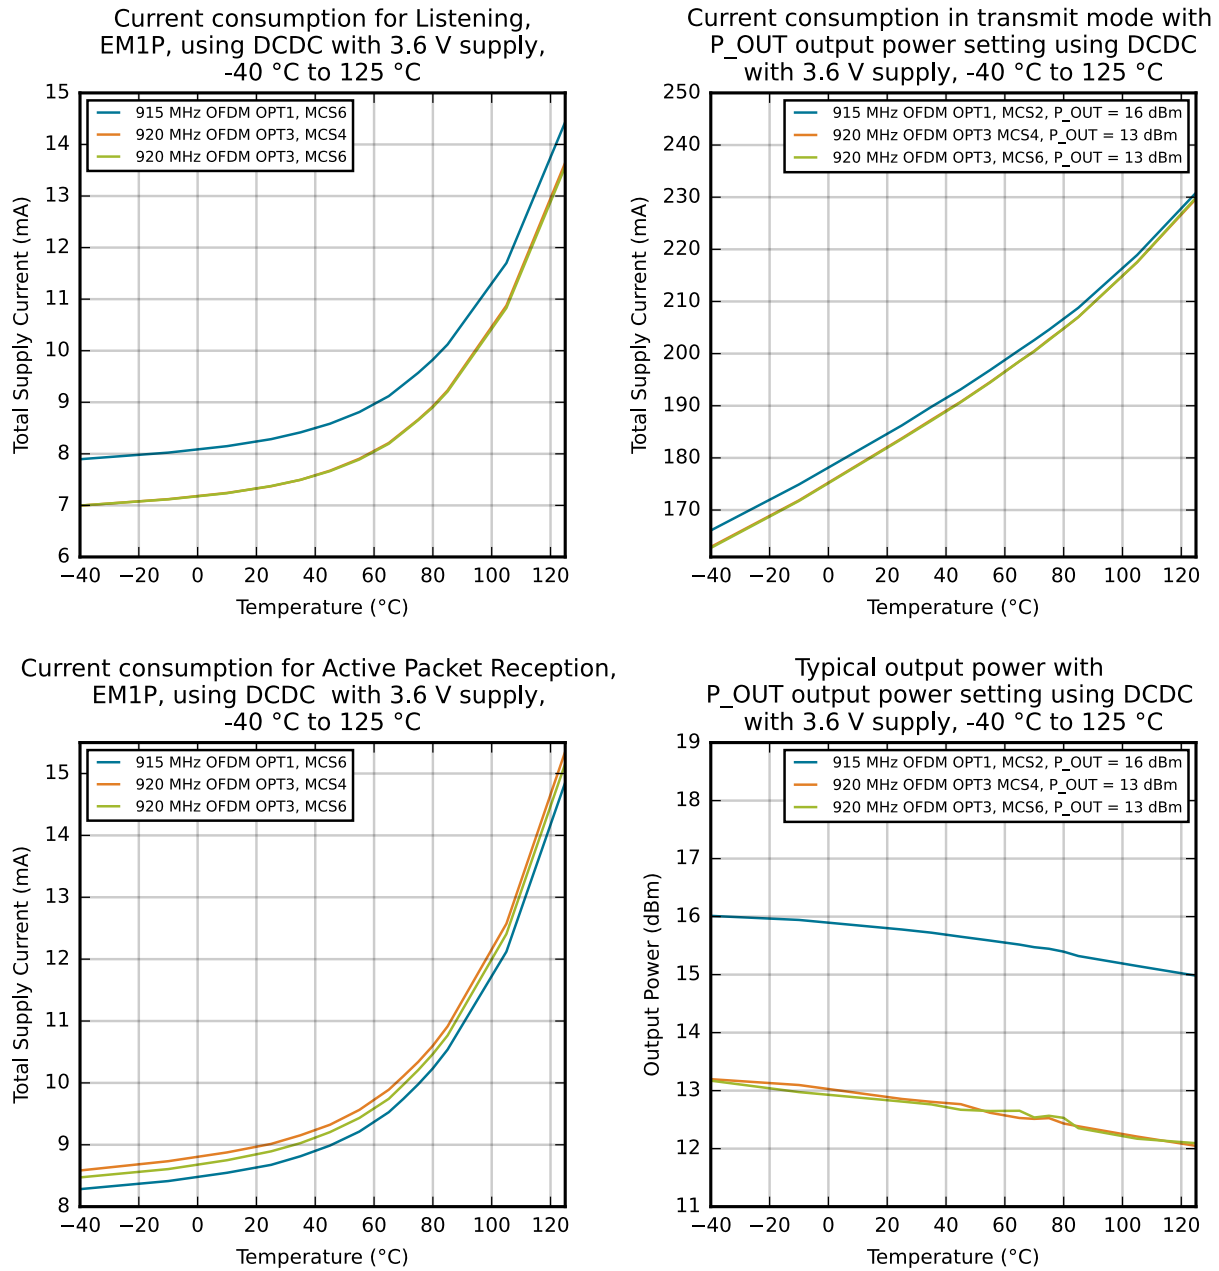 Current consumption for Listening,
EM1P, using DCDC with 3.6 V supply,
-40 °C to 125 °C
15
14
13
12
11
10
9
8
7
6
Total Supply Current (mA)
915 MHz OFDM OPT1, MCS6
920 MHz OFDM OPT3, MCS4
920 MHz OFDM OPT3, MCS6
−40 −20 0 20 40 60 80 100 120
Temperature (°C)
Current consumption in transmit mode with
P_OUT output power setting using DCDC
with 3.6 V supply, -40 °C to 125 °C
250
240
230
220
210
200
190
180
170
Total Supply Current (mA)
915 MHz OFDM OPT1, MCS2, P_OUT = 16 dBm
920 MHz OFDM OPT3 MCS4, P_OUT = 13 dBm
920 MHz OFDM OPT3, MCS6, P_OUT = 13 dBm
−40 −20 0 20 40 60 80 100 120
Temperature (°C)
Current consumption for Active Packet Reception,
EM1P, using DCDC with 3.6 V supply,
-40 °C to 125 °C
15
14
13
12
11
10
9
8
Total Supply Current (mA)
915 MHz OFDM OPT1, MCS6
920 MHz OFDM OPT3, MCS4
920 MHz OFDM OPT3, MCS6
−40 −20 0 20 40 60 80 100 120
Temperature (°C)
Typical output power with
P_OUT output power setting using DCDC
with 3.6 V supply, -40 °C to 125 °C
19
18
17
16
15
14
13
12
11
Output Power (dBm)
915 MHz OFDM OPT1, MCS2, P_OUT = 16 dBm
920 MHz OFDM OPT3 MCS4, P_OUT = 13 dBm
920 MHz OFDM OPT3, MCS6, P_OUT = 13 dBm
−40 −20 0 20 40 60 80 100 120
Temperature (°C)